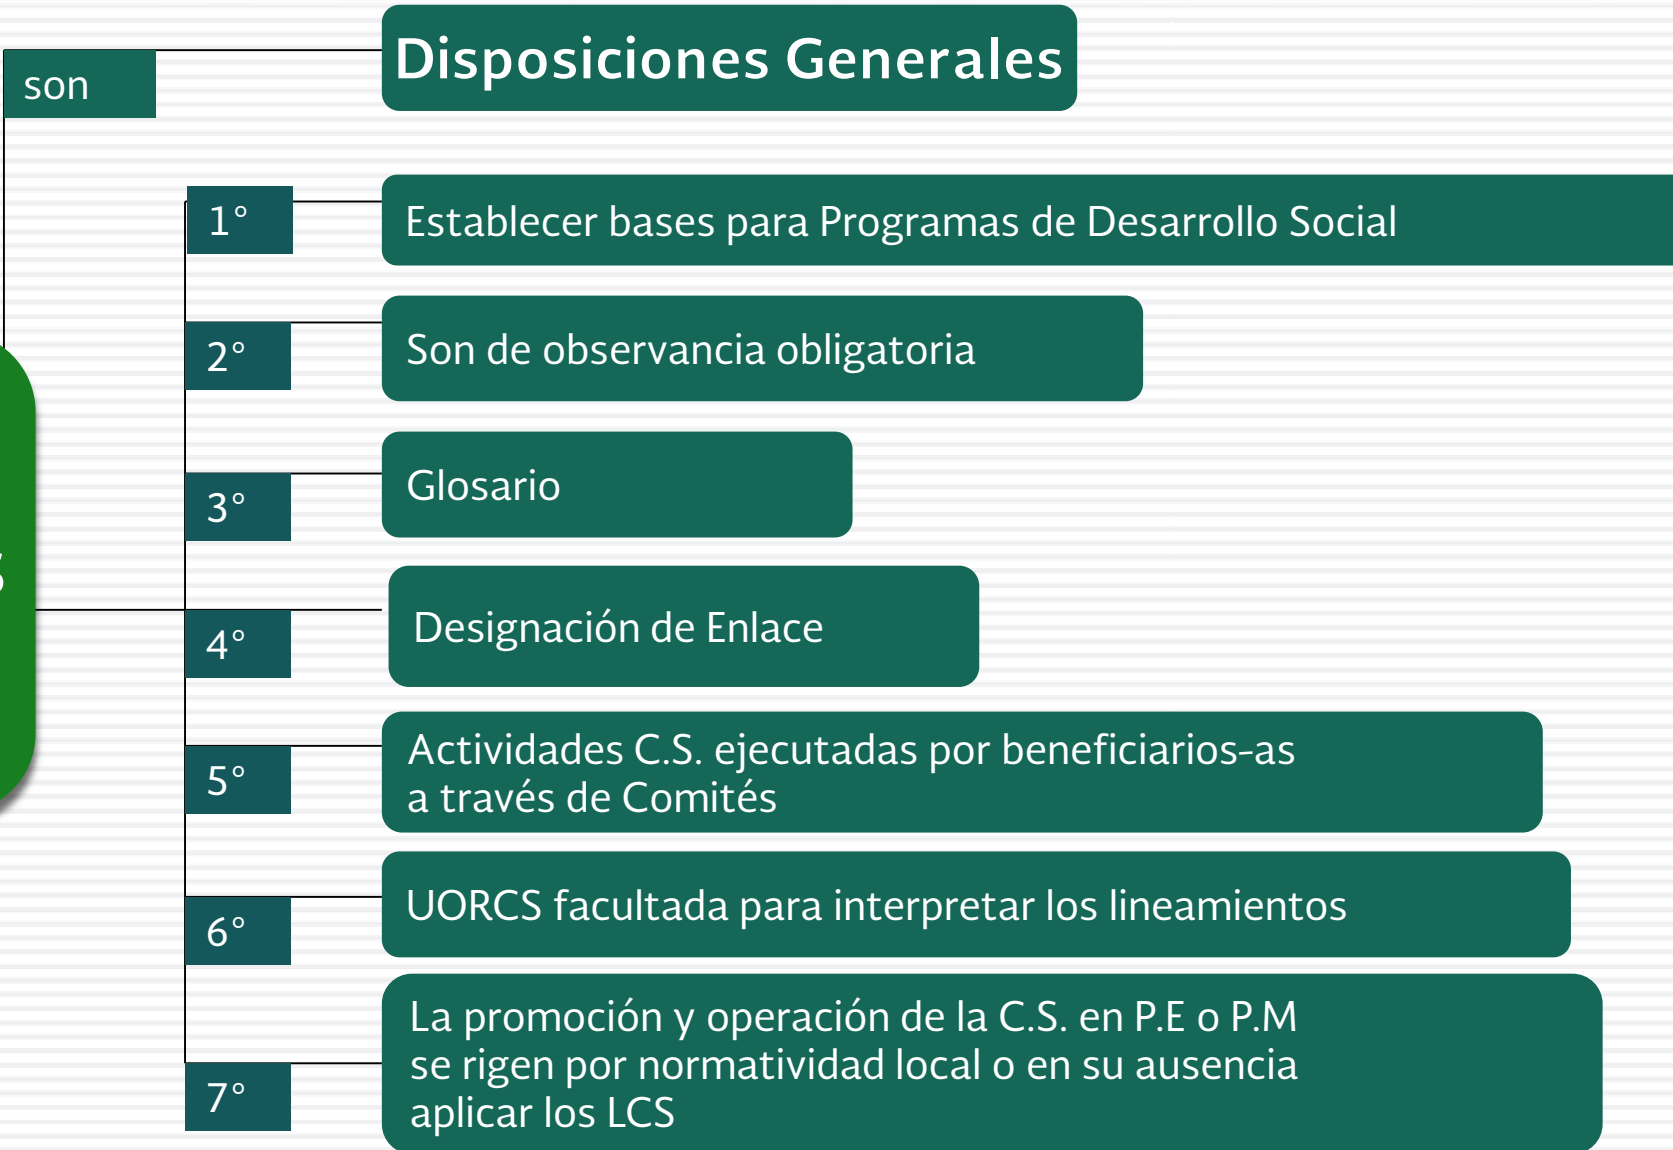 son
Disposiciones Generales
1°
Establecer bases para Programas de Desarrollo Social
2°
Son de observancia obligatoria
3°
Glosario
4°
Designación de Enlace
5°
Actividades C.S. ejecutadas por beneficiarios-as
a través de Comités
6°
UORCS facultada para interpretar los lineamientos
7°
La promoción y operación de la C.S. en P.E o P.M
se rigen por normatividad local o en su ausencia
aplicar los LCS